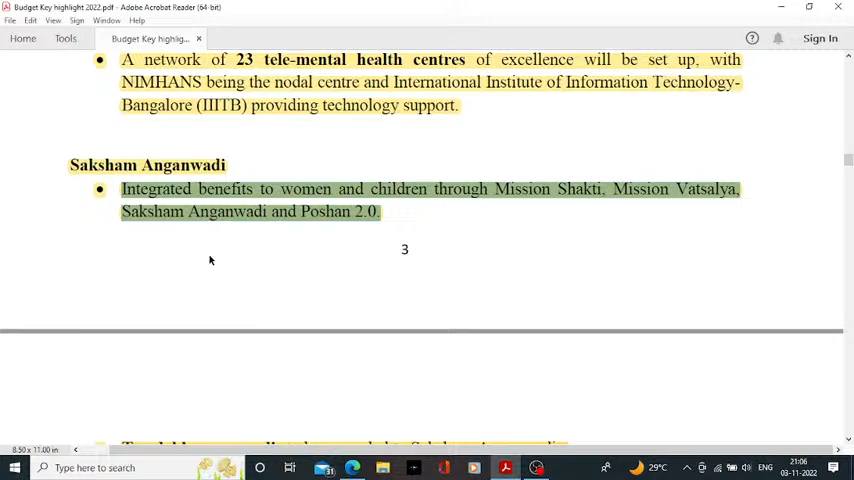 Budget Key highlight 2022.pdf - Adobe Acrobat Reader (64-bit)
File Edit View Sign Window Help
Home Tools Budget Key highlig... × Sign In
• A network of 23 tele-mental health centres of excellence will be set up, with
NIMHANS being the nodal centre and International Institute of Information Technology-
Bangalore (IIITB) providing technology support.
Saksham Anganwadi
• Integrated benefits to women and children through Mission Shakti, Mission Vatsalya,
Saksham Anganwadi and Poshan 2.0.
3
8.50 x 11.00 in
Type here to search
31
29°C
ENG
21:06
03-11-2022